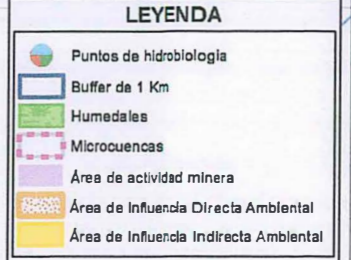 LEYENDA
Puntos de hidrobiologia
Buffer de 1 Km
Humedales
Microcuencas
Área de actividad minera
Área de Influencia Directa Ambiental
Área de Influencia Indirecta Ambiental